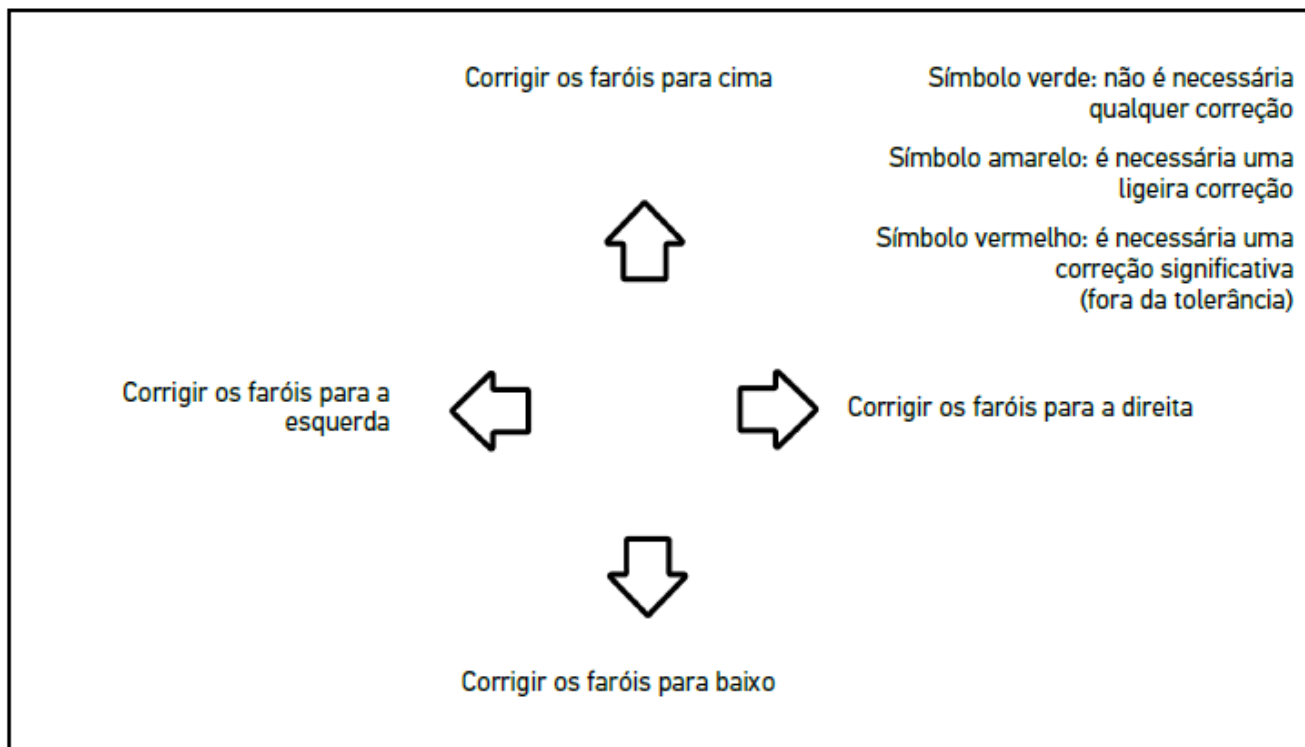 Corrigir os faróis para cima
Símbolo verde: não é necessária
qualquer correção
Símbolo amarelo: é necessária uma
ligeira correção
Símbolo vermelho: é necessária uma
correção significativa
(fora da tolerância)
Corrigir os faróis para a
esquerda
Corrigir os faróis para a direita
Corrigir os faróis para baixo